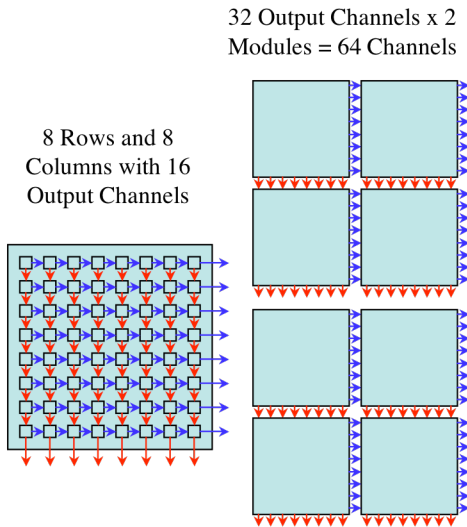 32 Output Channels x 2
Modules = 64 Channels
8 Rows and 8
Columns with 16
Output Channels